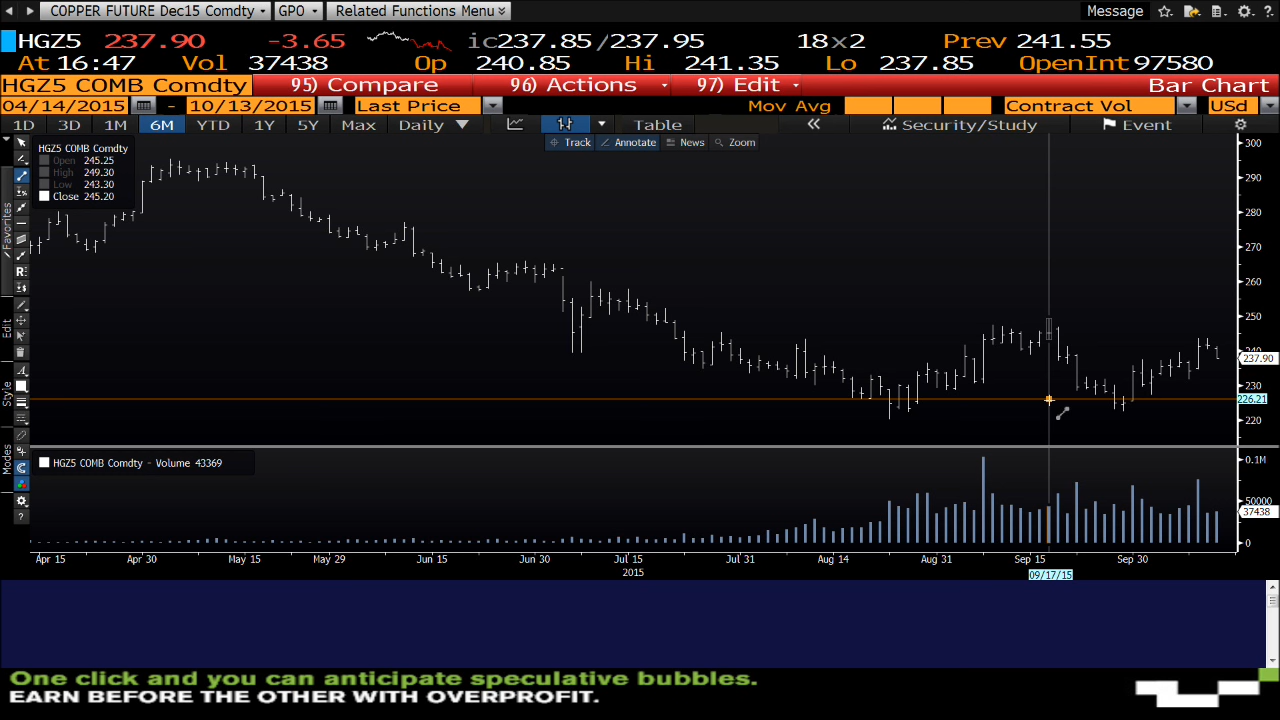 COPPER FUTURE Dec15 Comdty GPO Related Functions Menu Message ?
HGZ5 237.90 -3.65 ic237.85/237.95 18x2 Prev 241.55
At 16:47 Vol 37438 Op 240.85 Hi 241.35 Lo 237.85 OpenInt 97580
HGZ5 COMB Comdty 95) Compare 96) Actions 97) Edit Bar Chart
04/14/2015 - 10/13/2015 Last Price Mov Avg Contract Vol USd
1D 3D 1M 6M YTD 1Y 5Y Max Daily Table « Security/Study Event
Track Annotate News Zoom
HGZ5 COMB Comdty
Open 245.25
High 249.30
Low 243.30
Close 245.20
Favorites
Edit
Style
Modes
R
A
$
%
?
300
290
280
270
260
250
240
237.90
230
226.21
220
HGZ5 COMB Comdty - Volume 43369
0.1M
50000
37438
0
Apr 15 Apr 30 May 15 May 29 Jun 15 Jun 30 Jul 15 Jul 31 Aug 14 Aug 31 Sep 15 Sep 30
2015
09/17/15
One click and you can anticipate speculative bubbles.
EARN BEFORE THE OTHER WITH OVERPROFIT.